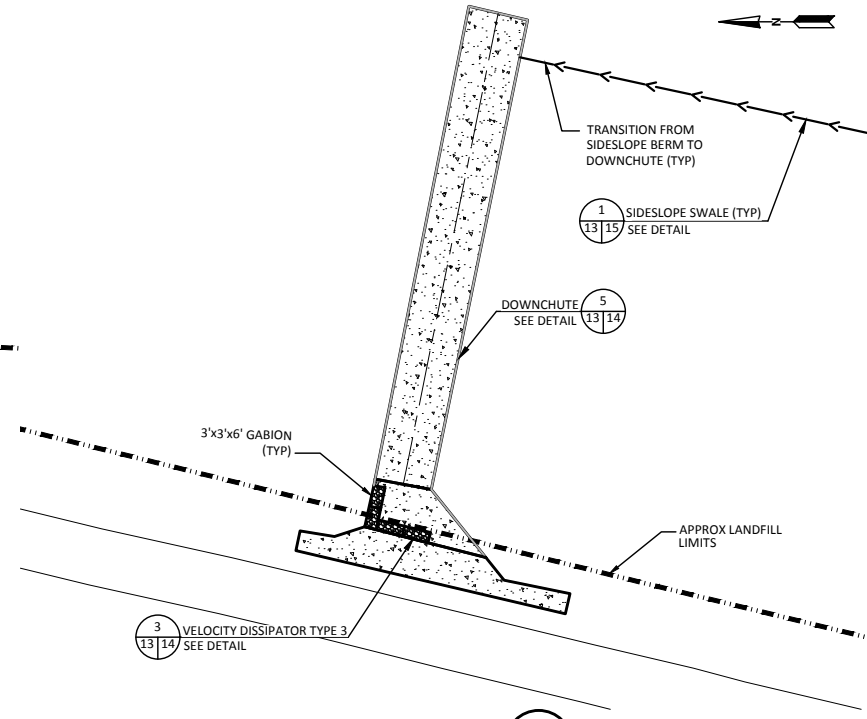 N
TRANSITION FROM
SIDESLOPE BERM TO
DOWNCHUTE (TYP)
1
13 15
SIDESLOPE SWALE (TYP)
SEE DETAIL
DOWNCHUTE
SEE DETAIL
5
13 14
3'x3'x6' GABION
(TYP)
APPROX LANDFILL
LIMITS
3
13 14
VELOCITY DISSIPATOR TYPE 3
SEE DETAIL